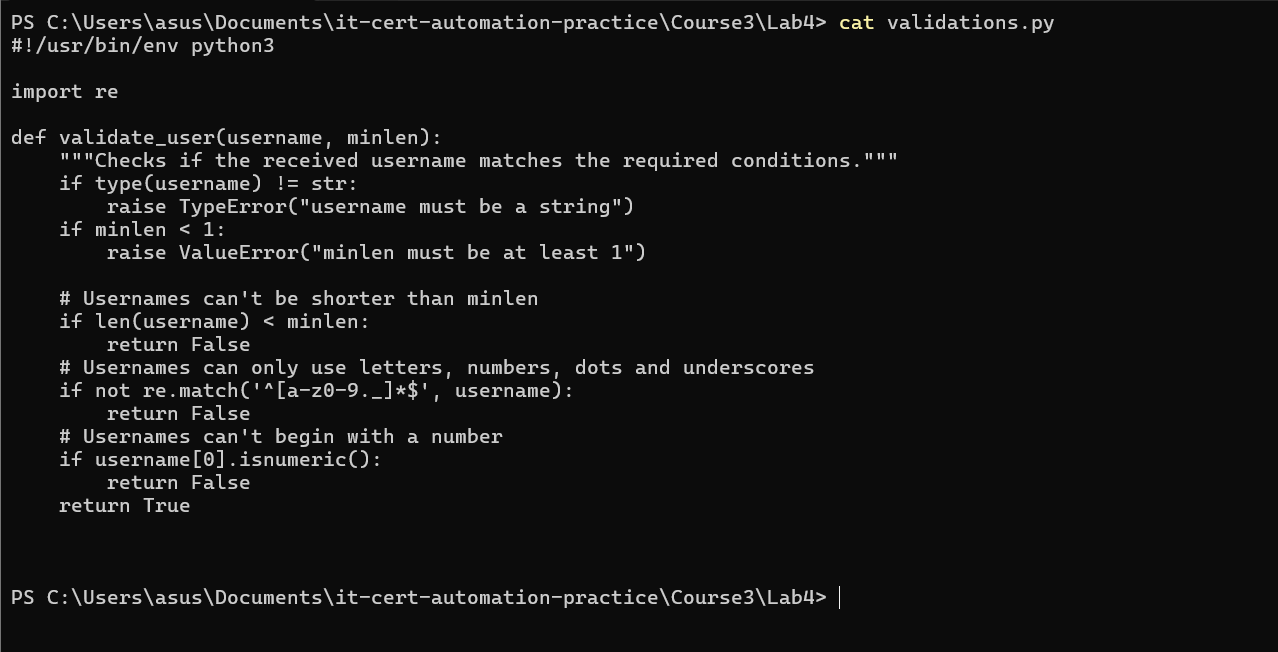 PS C:\Users\asus\Documents\it-cert-automation-practice\Course3\Lab4> cat validations.py
#!/usr/bin/env python3

import re

def validate_user(username, minlen):
    """Checks if the received username matches the required conditions."""
    if type(username) != str:
        raise TypeError("username must be a string")
    if minlen < 1:
        raise ValueError("minlen must be at least 1")

    # Usernames can't be shorter than minlen
    if len(username) < minlen:
        return False
    # Usernames can only use letters, numbers, dots and underscores
    if not re.match('^[a-z0-9._]*$', username):
        return False
    # Usernames can't begin with a number
    if username[0].isnumeric():
        return False
    return True

PS C:\Users\asus\Documents\it-cert-automation-practice\Course3\Lab4>